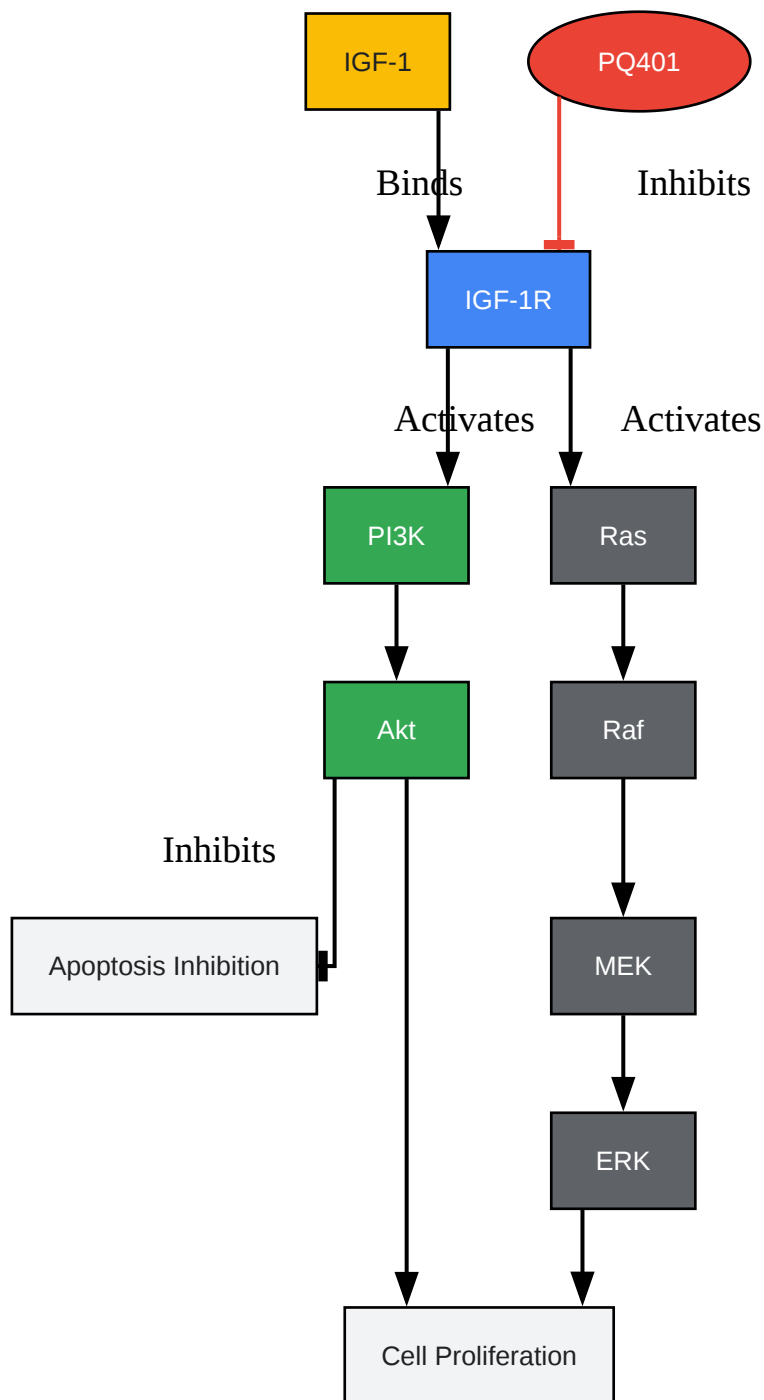 IGF-1
PQ401
Binds
Inhibits
IGF-1R
Activates
Activates
PI3K
Ras
Akt
Raf
Inhibits
Apoptosis Inhibition
MEK
ERK
Cell Proliferation